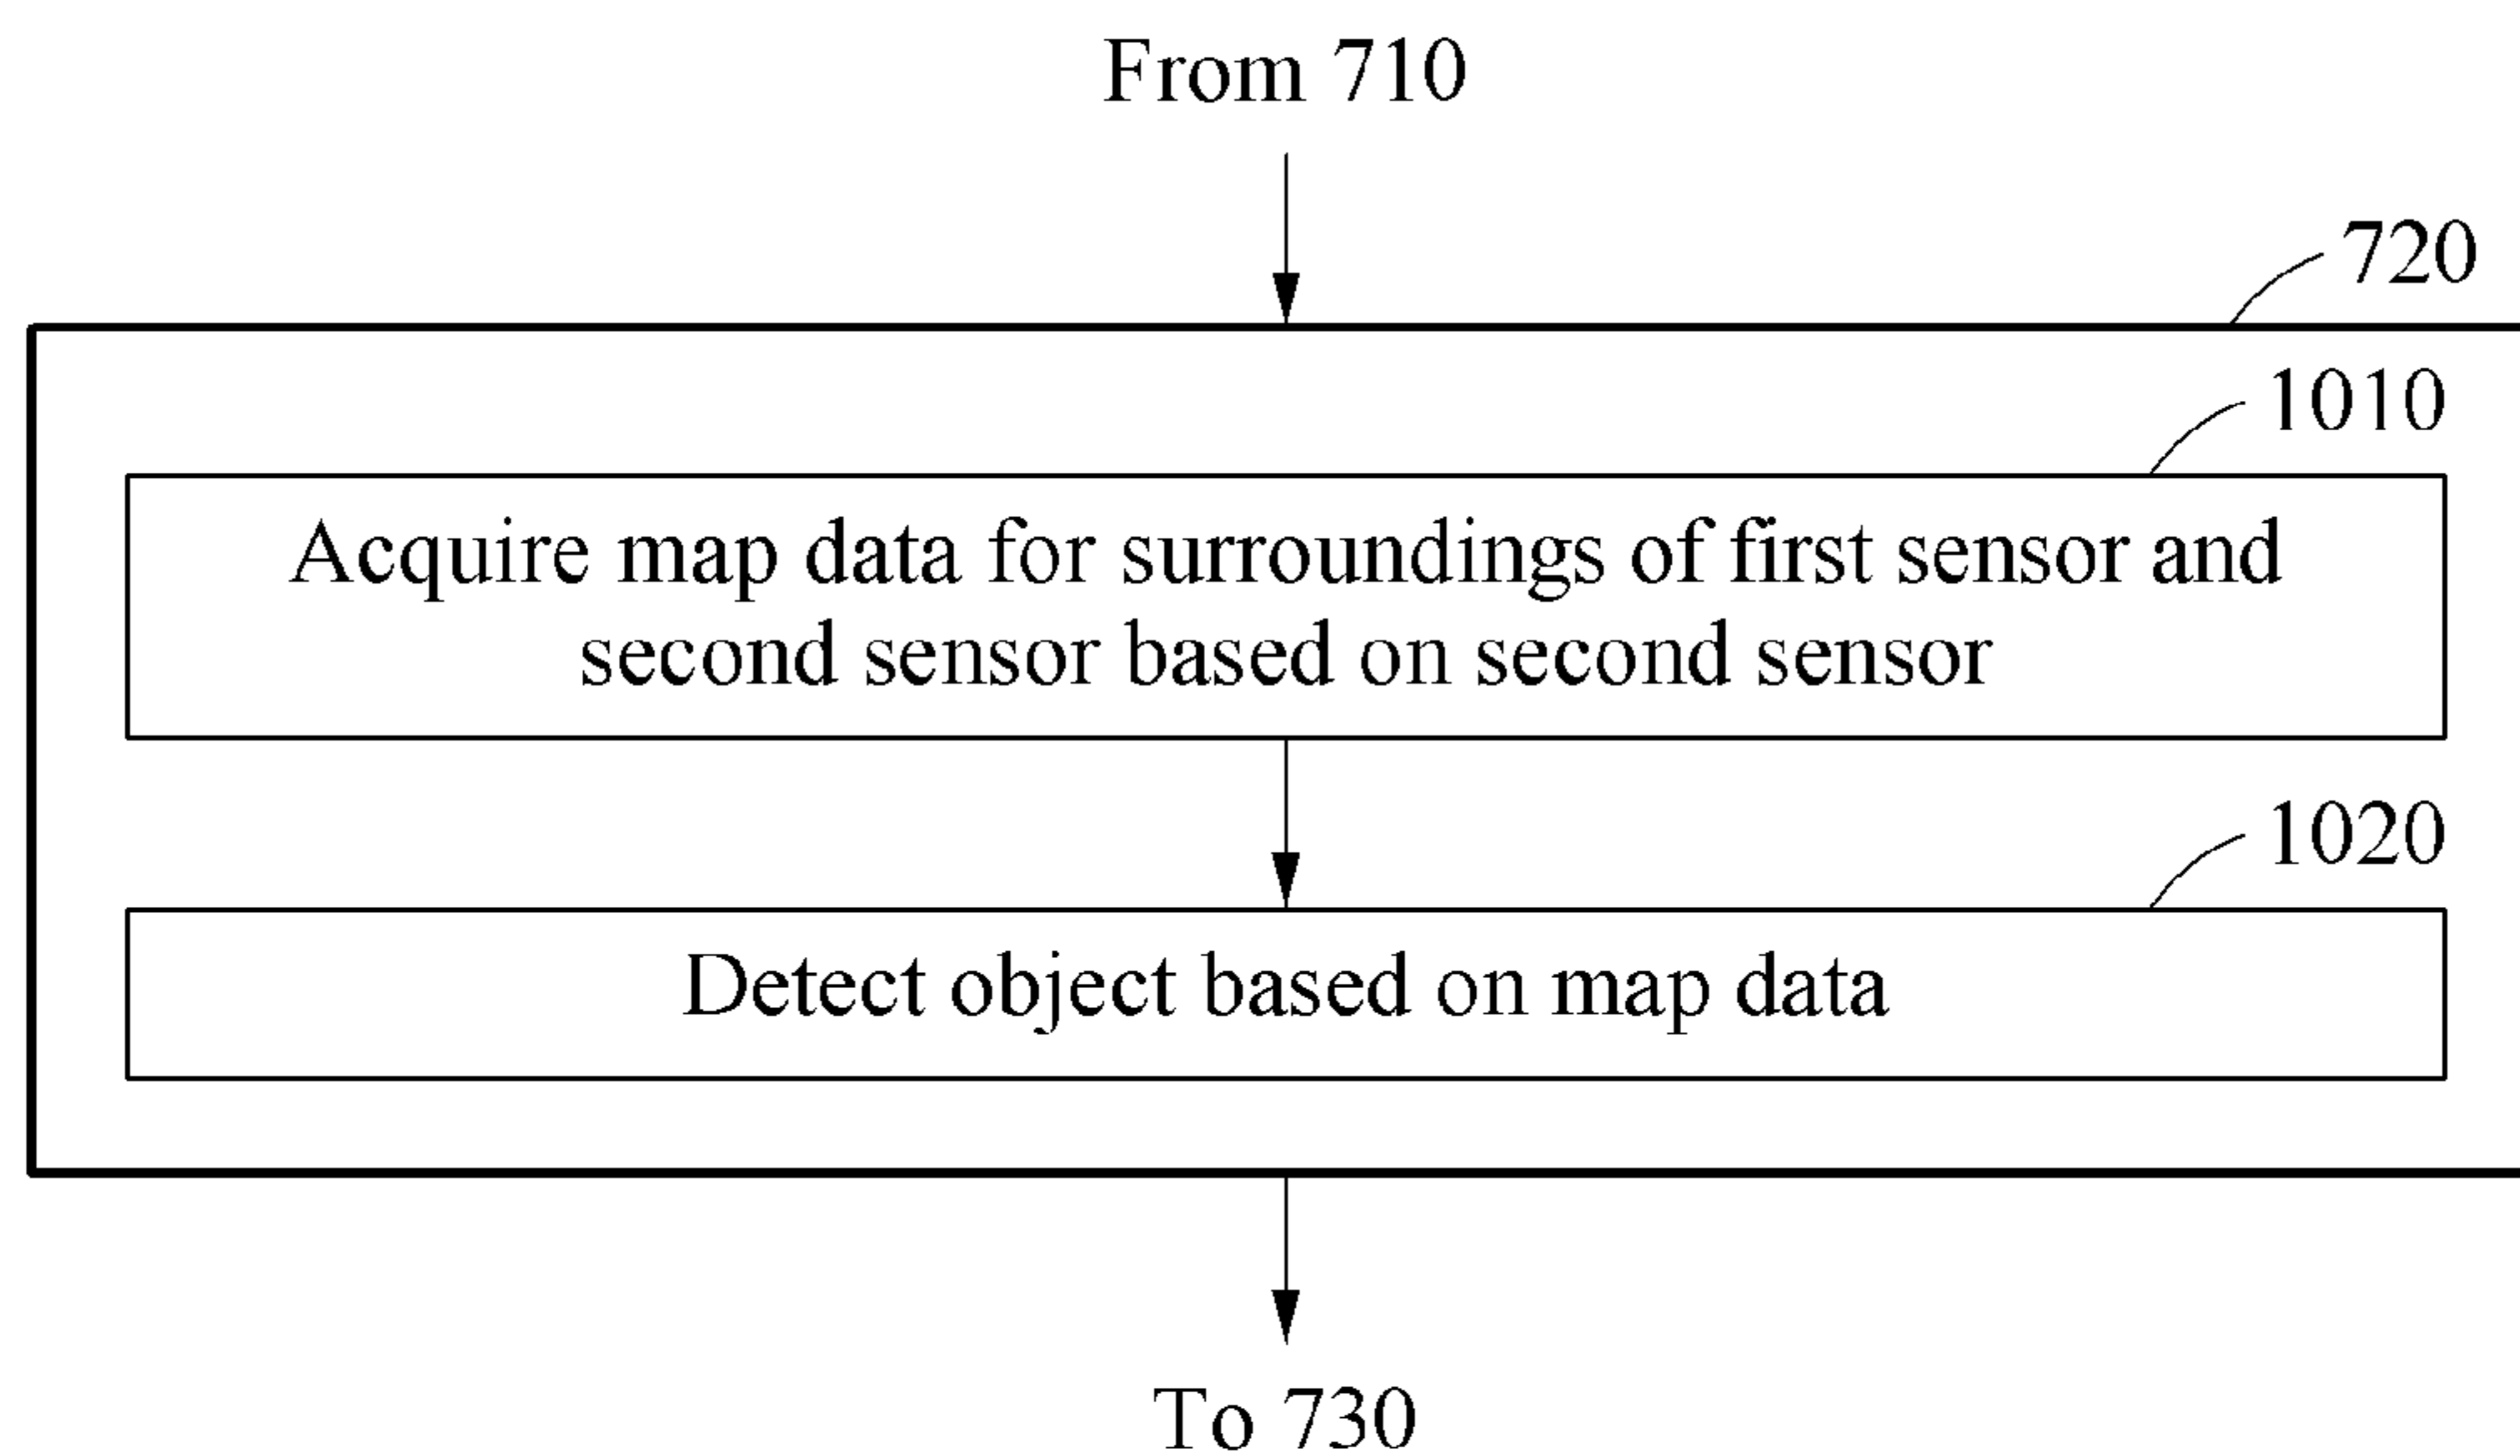 From 710
720
1010
Acquire map data for surroundings of first sensor and
second sensor based on second sensor
1020
Detect object based on map data
To 730